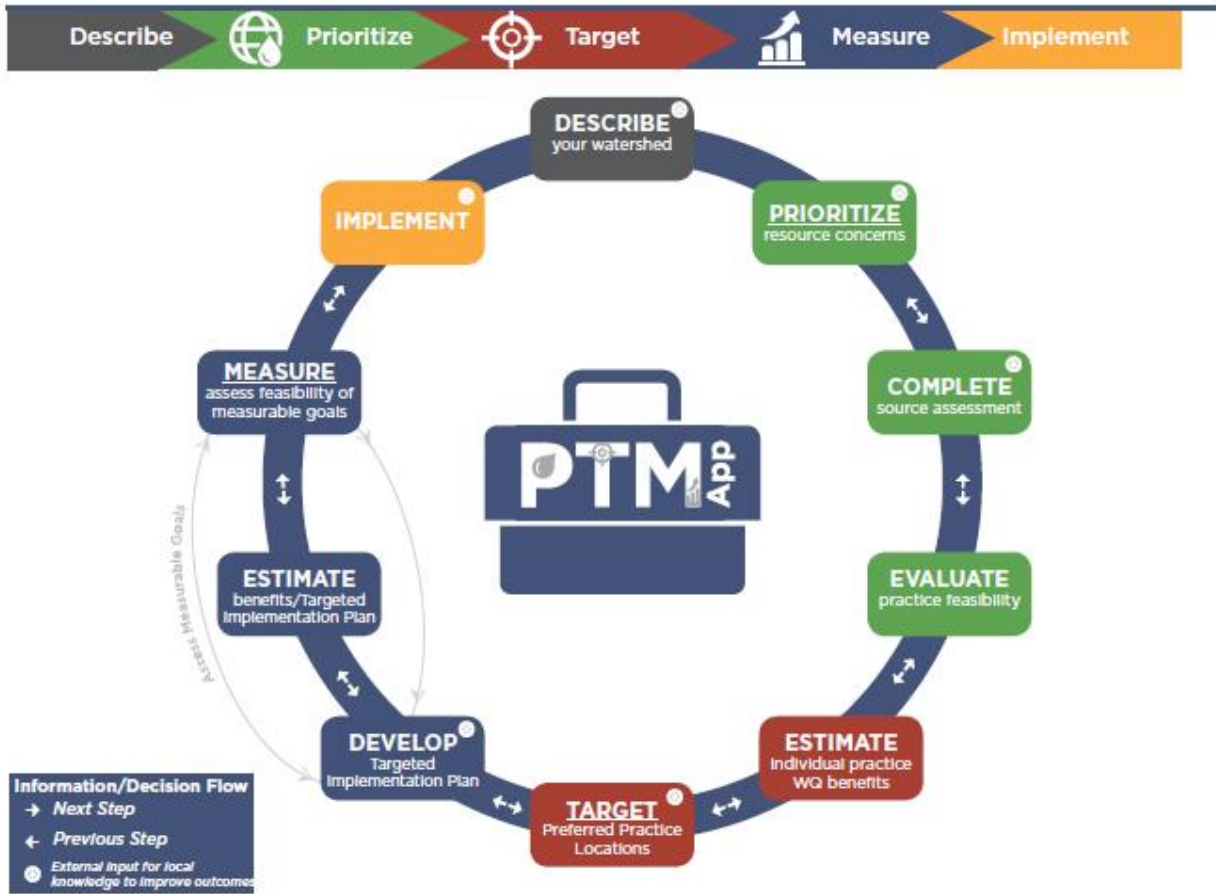 Describe
Prioritize
Target
Measure
Implement
DESCRIBE
your watershed
PRIORITIZE
resource concerns
COMPLETE
source assessment
EVALUATE
practice feasibility
ESTIMATE
Individual practice
WQ benefits
TARGET
Preferred Practice
Locations
DEVELOP
Targeted
Implementation Plan
ESTIMATE
benefits/Targeted
Implementation Plan
MEASURE
assess feasibility of
measurable goals
IMPLEMENT
Assess Measurable Goals
PTM
App
Information/Decision Flow
→ Next Step
← Previous Step
External input for local
knowledge to improve outcomes